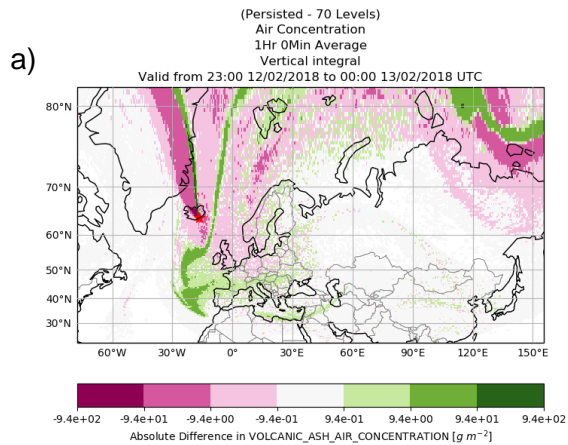 (Persisted - 70 Levels)
Air Concentration
1Hr 0Min Average
Vertical integral
Valid from 23:00 12/02/2018 to 00:00 13/02/2018 UTC
a)
80°N
70°N
60°N
50°N
40°N
30°N
60°W 30°W 0° 30°E 60°E 90°E 120°E 150°E
-9.4e+02 -9.4e+01 -9.4e+00 -9.4e-01 9.4e-01 9.4e+00 9.4e+01 9.4e+02
Absolute Difference in VOLCANIC_ASH_AIR_CONCENTRATION [g m⁻²]